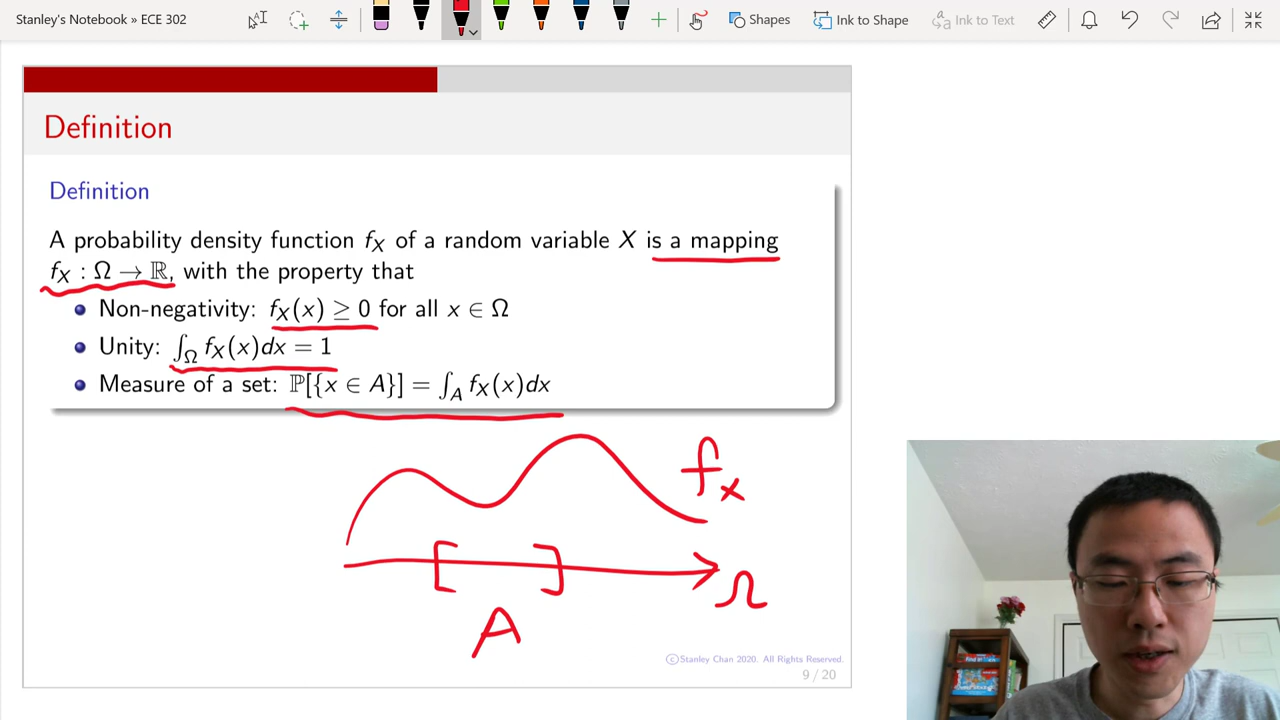 Stanley's Notebook » ECE 302
Shapes
Ink to Shape
Ink to Text
Definition
Definition
A probability density function f_X of a random variable X is a mapping
f_X : Ω → ℝ, with the property that
Non-negativity: f_X(x) ≥ 0 for all x ∈ Ω
Unity: ∫_Ω f_X(x)dx = 1
Measure of a set: ℙ[{x ∈ A}] = ∫_A f_X(x)dx
f_x
Ω
A
©Stanley Chan 2020. All Rights Reserved.
9 / 20